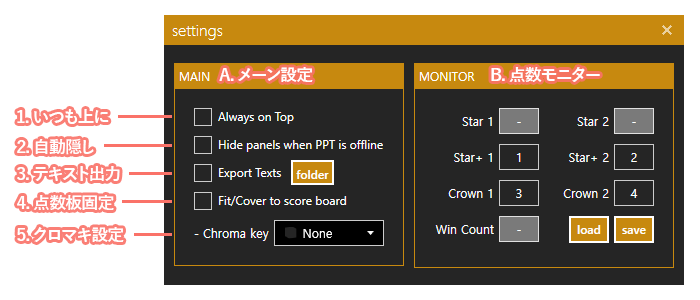 settings ×
MAIN A. メーン設定
MONITOR B. 点数モニター
1. いつも上に
Always on Top
2. 自動隠し
Hide panels when PPT is offline
3. テキスト出力
Export Texts folder
4. 点数板固定
Fit/Cover to score board
5. クロマキ設定
- Chroma key None
Star 1 - Star 2 -
Star+ 1 1 Star+ 2 2
Crown 1 3 Crown 2 4
Win Count - load save